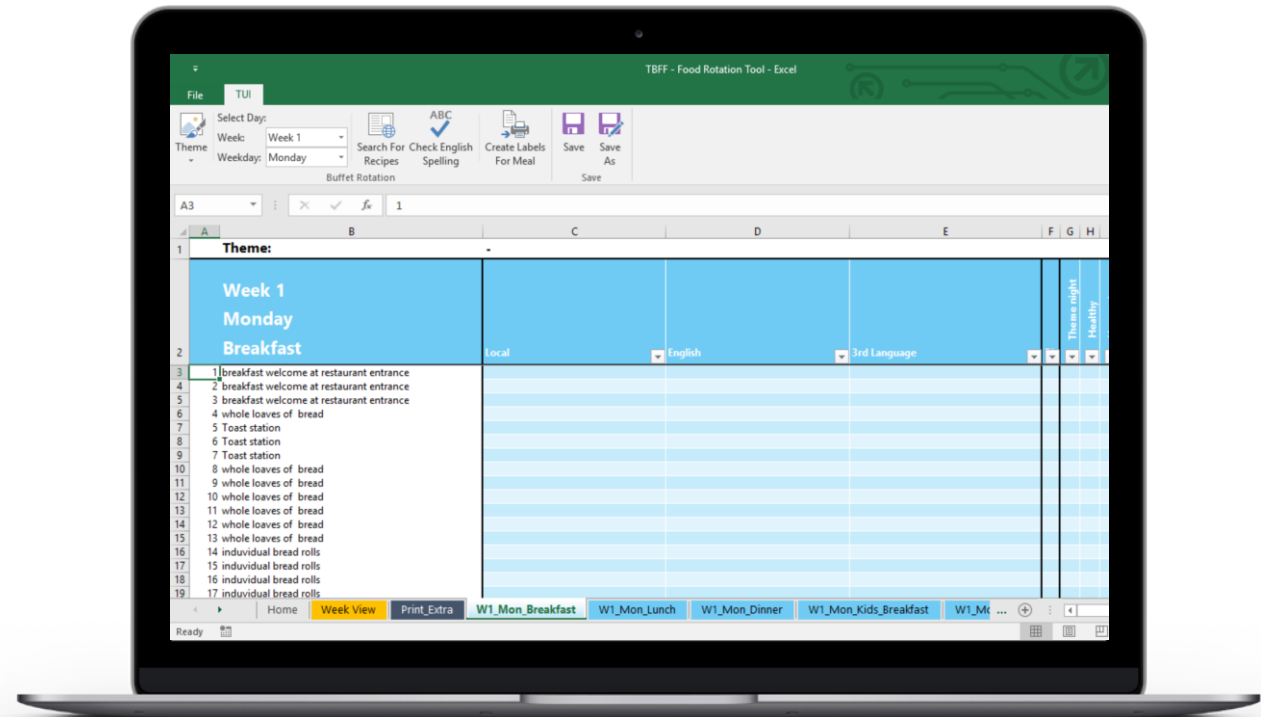 TBFF - Food Rotation Tool - Excel
File TUI
Theme
Select Day:
Week: Week 1
Weekday: Monday
Search For Recipes
ABC
Check English Spelling
Create Labels For Meal
Save
Save As
Buffet Rotation
Save
A3 fx 1
A B C D E F G H
1 Theme: -
Week 1
Monday
2 Breakfast
Local English 3rd Language
Theme night
Healthy
3 1 breakfast welcome at restaurant entrance
4 2 breakfast welcome at restaurant entrance
5 3 breakfast welcome at restaurant entrance
6 4 whole loaves of bread
7 5 Toast station
8 6 Toast station
9 7 Toast station
10 8 whole loaves of bread
11 9 whole loaves of bread
12 10 whole loaves of bread
13 11 whole loaves of bread
14 12 whole loaves of bread
15 13 whole loaves of bread
16 14 induvidual bread rolls
17 15 induvidual bread rolls
18 16 induvidual bread rolls
19 17 induvidual bread rolls
Home Week View Print_Extra W1_Mon_Breakfast W1_Mon_Lunch W1_Mon_Dinner W1_Mon_Kids_Breakfast ...
Ready